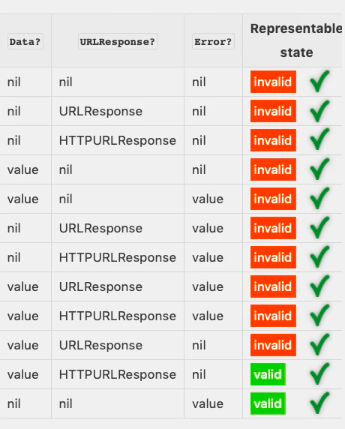 Data? URLResponse? Error? Representable state
nil nil nil invalid
nil URLResponse nil invalid
nil HTTPURLResponse nil invalid
value nil nil invalid
value nil value invalid
nil URLResponse value invalid
nil HTTPURLResponse value invalid
value URLResponse value invalid
value HTTPURLResponse value invalid
value URLResponse nil invalid
value HTTPURLResponse nil valid
nil nil value valid